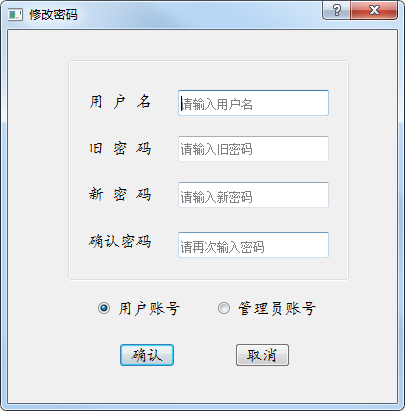 修改密码
用 户 名 请输入用户名
旧 密 码 请输入旧密码
新 密 码 请输入新密码
确认密码 请再次输入密码
用户账号 管理员账号
确认 取消